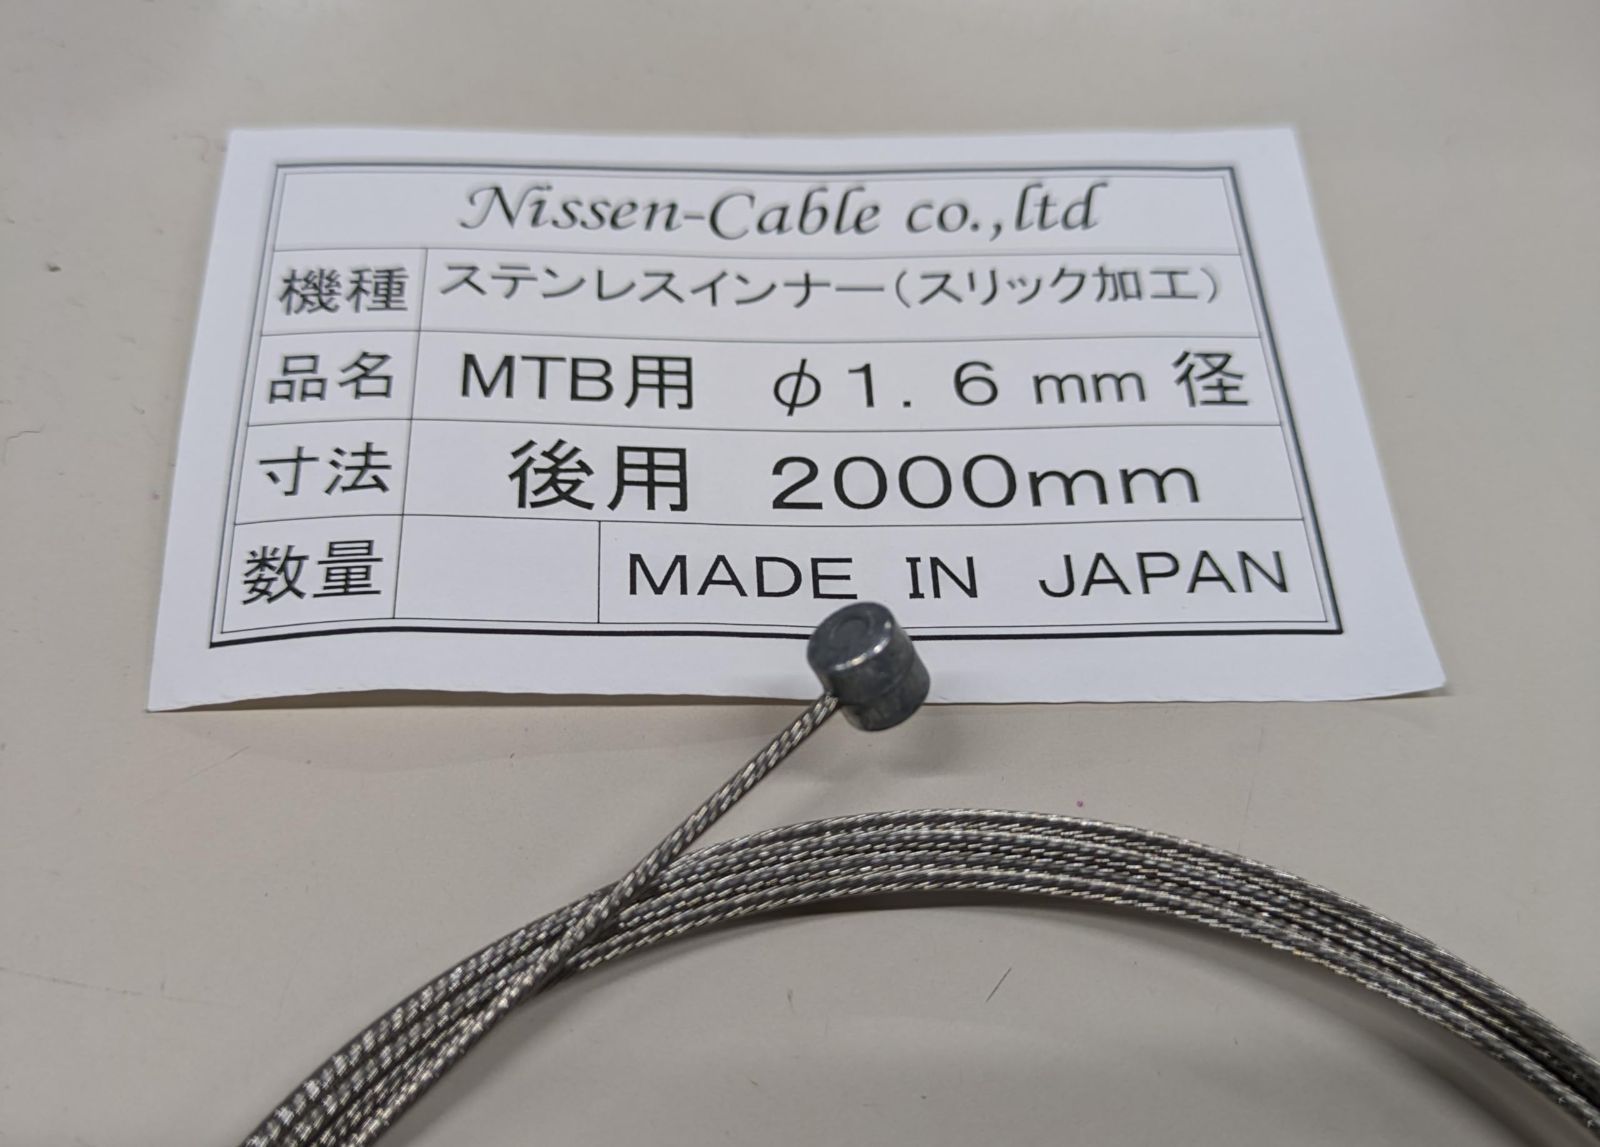 Nissen-Cable co.,ltd
機種 ステンレスインナー（スリック加工）
品名 MTB用 φ1．6 mm 径
寸法 後用 2000mm
数量 MADE IN JAPAN